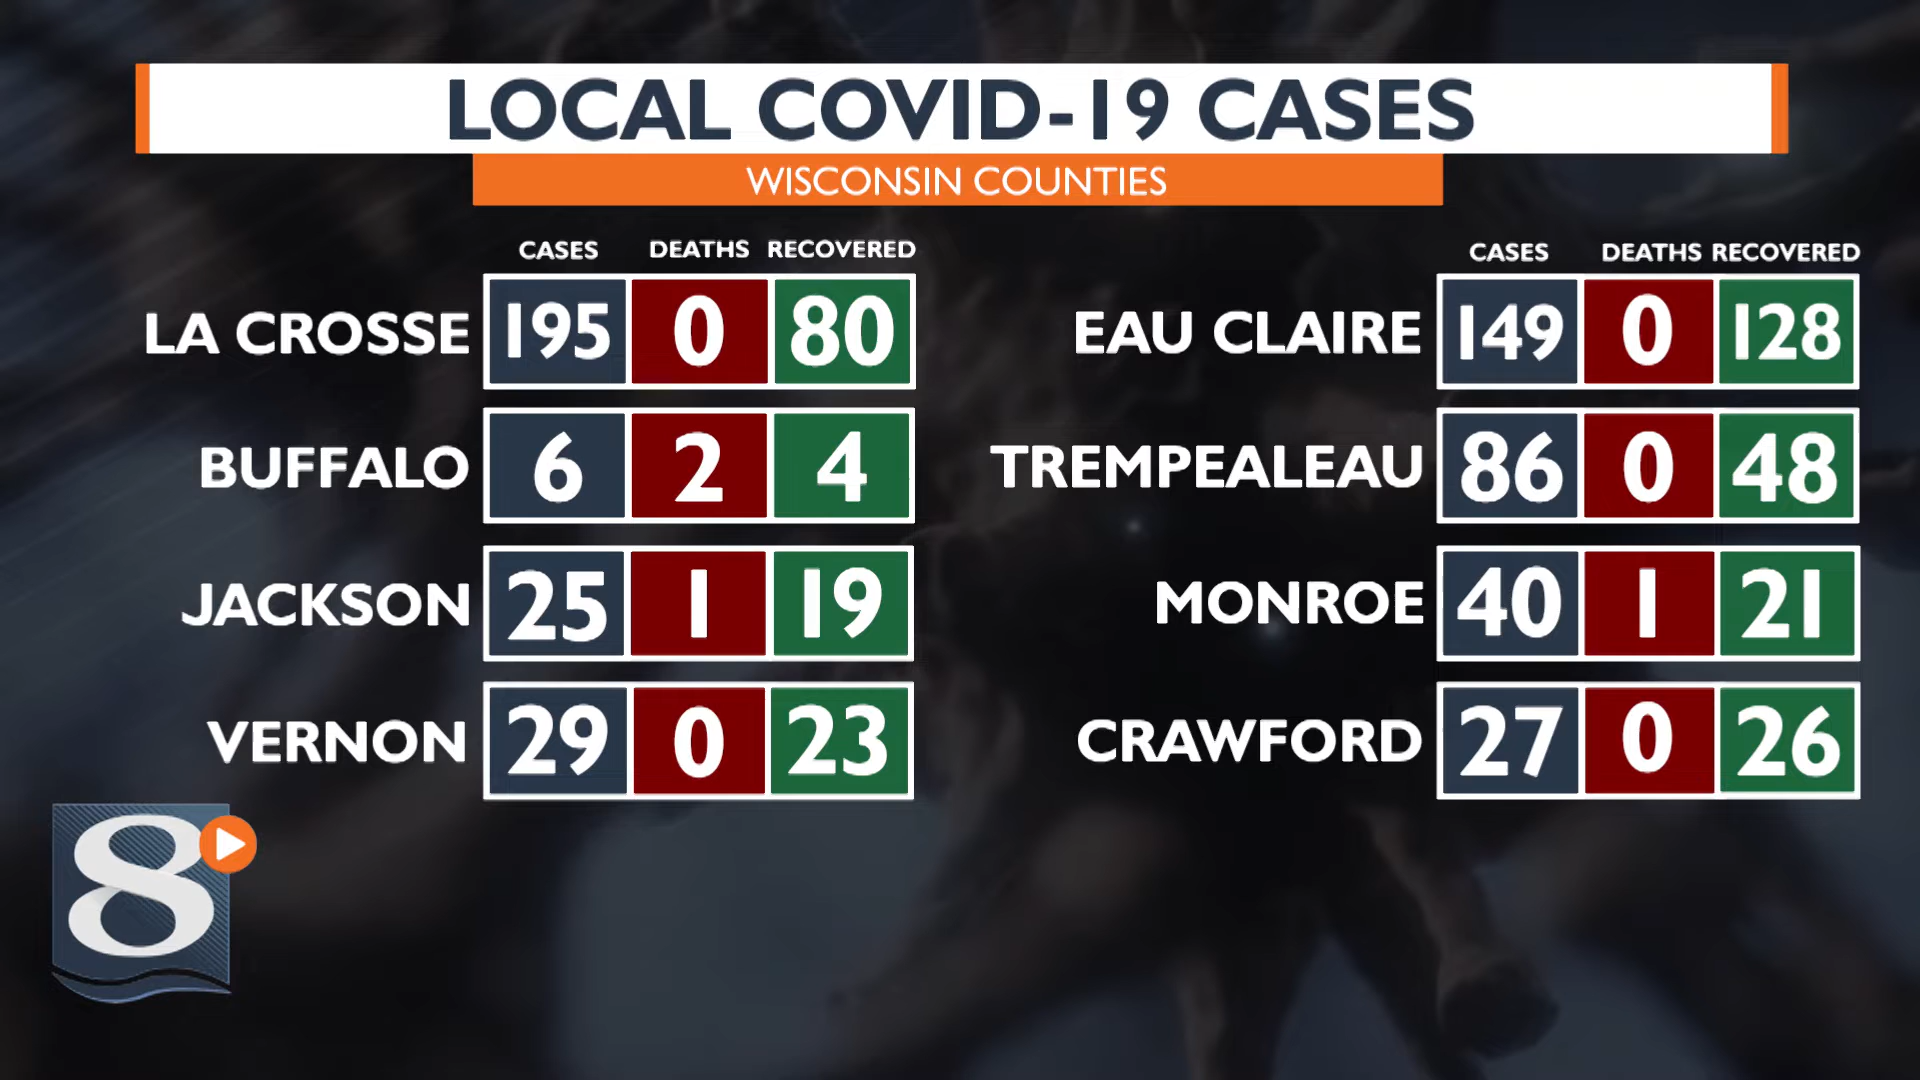 LOCAL COVID-19 CASES
WISCONSIN COUNTIES
CASES DEATHS RECOVERED
LA CROSSE 195 0 80
BUFFALO 6 2 4
JACKSON 25 1 19
VERNON 29 0 23
CASES DEATHS RECOVERED
EAU CLAIRE 149 0 128
TREMPEALEAU 86 0 48
MONROE 40 1 21
CRAWFORD 27 0 26
8